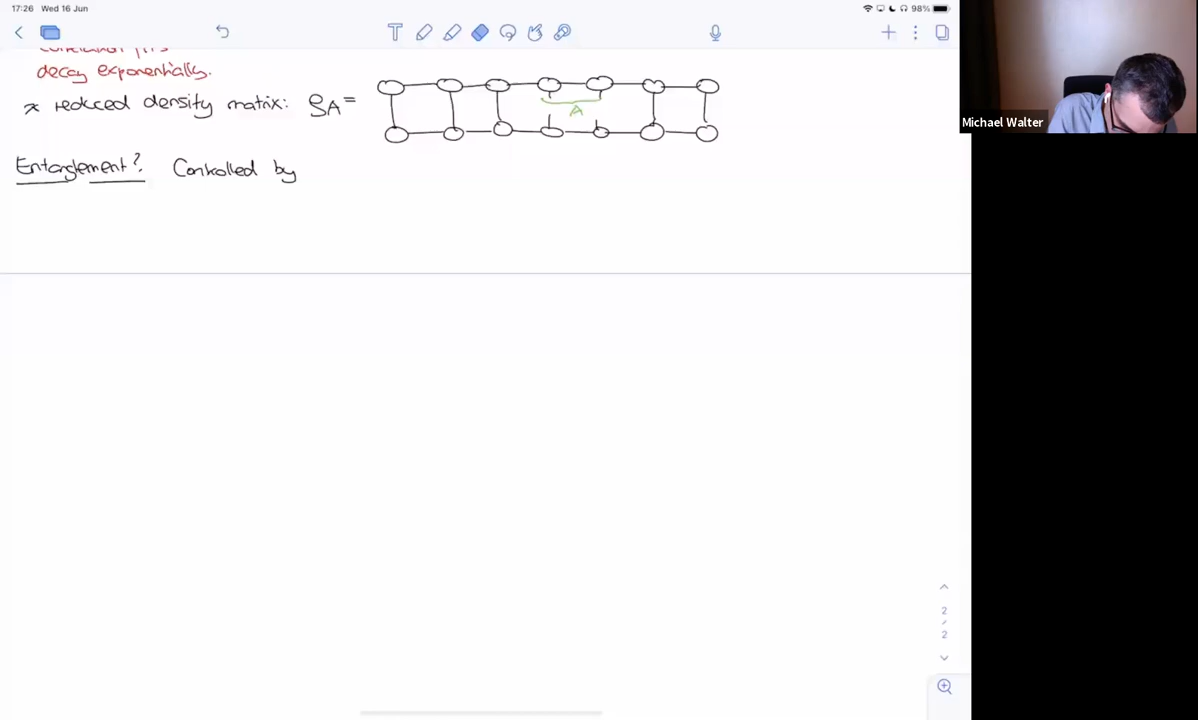 17:26 Wed 16 Jun
98%
decay exponentially.
* reduced density matrix: ρA=
A
Entanglement? Controlled by
2
2
Michael Walter